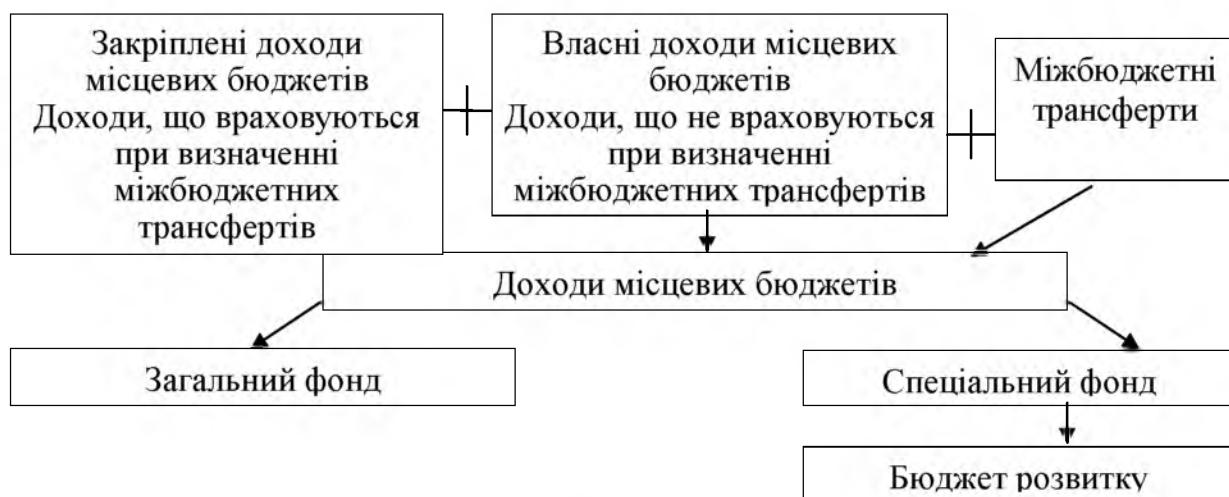 Закріплені доходи
місцевих бюджетів
Доходи, що враховуються
при визначенні
міжбюджетних
трансфертів
Власні доходи місцевих
бюджетів
Доходи, що не враховуються
при визначенні
міжбюджетних трансфертів
Міжбюджетні
трансферти
Доходи місцевих бюджетів
Загальний фонд
Спеціальний фонд
Бюджет розвитку